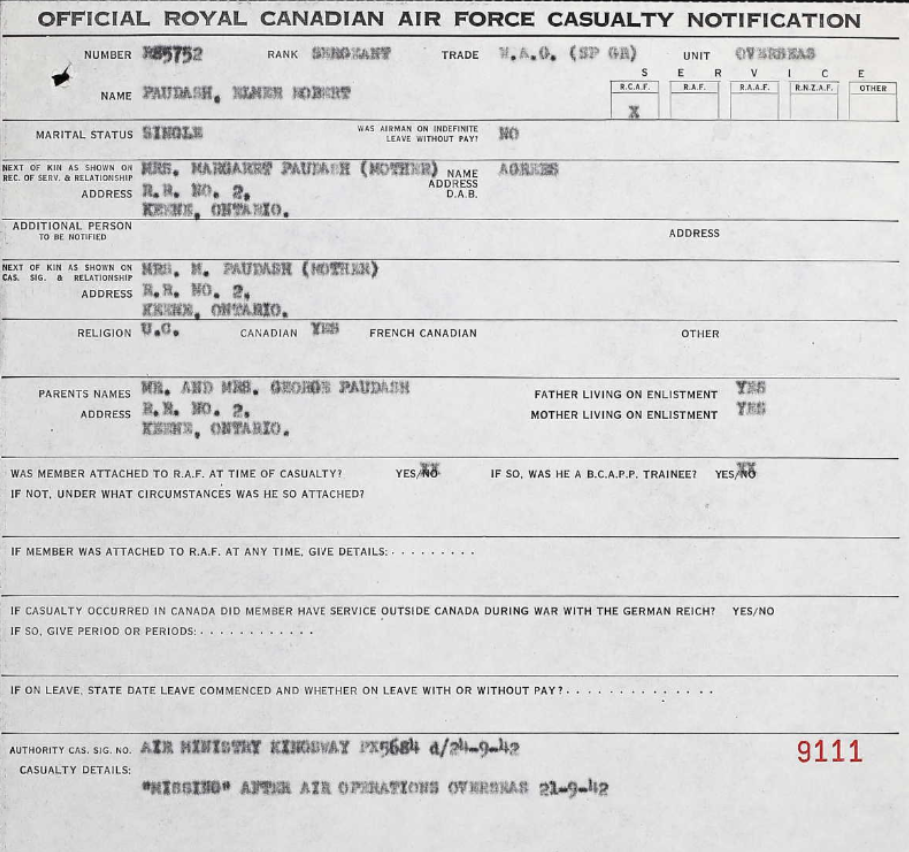 OFFICIAL ROYAL CANADIAN AIR FORCE CASUALTY NOTIFICATION
NUMBER R85752 RANK SERGEANT TRADE W.A.G. (SP GR) UNIT OVERSEAS
S E R V I C E
R.C.A.F. R.A.F. R.A.A.F. R.N.Z.A.F. OTHER
NAME PAUDASH, ELMER ROBERT
X
MARITAL STATUS SINGLE WAS AIRMAN ON INDEFINITE LEAVE WITHOUT PAY? NO
NEXT OF KIN AS SHOWN ON REC. OF SERV. & RELATIONSHIP MRS. MARGARET PAUDASH (MOTHER) NAME ADDRESS D.A.B. AGREES
ADDRESS R.R. NO. 2,
KEENE, ONTARIO.
ADDITIONAL PERSON TO BE NOTIFIED ADDRESS
NEXT OF KIN AS SHOWN ON CAS. SIG. & RELATIONSHIP MRS. M. PAUDASH (MOTHER)
ADDRESS R.R. NO. 2,
KEENE, ONTARIO.
RELIGION U.C. CANADIAN YES FRENCH CANADIAN OTHER
PARENTS NAMES MR. AND MRS. GEORGE PAUDASH FATHER LIVING ON ENLISTMENT YES
ADDRESS R.R. NO. 2, MOTHER LIVING ON ENLISTMENT YES
KEENE, ONTARIO.
WAS MEMBER ATTACHED TO R.A.F. AT TIME OF CASUALTY? YES/NO IF SO, WAS HE A B.C.A.P.P. TRAINEE? YES/NO
IF NOT, UNDER WHAT CIRCUMSTANCES WAS HE SO ATTACHED?
IF MEMBER WAS ATTACHED TO R.A.F. AT ANY TIME, GIVE DETAILS: . . . . . . . . .
IF CASUALTY OCCURRED IN CANADA DID MEMBER HAVE SERVICE OUTSIDE CANADA DURING WAR WITH THE GERMAN REICH? YES/NO
IF SO, GIVE PERIOD OR PERIODS: . . . . . . . . . . . .
IF ON LEAVE, STATE DATE LEAVE COMMENCED AND WHETHER ON LEAVE WITH OR WITHOUT PAY? . . . . . . . . . . . . . .
AUTHORITY CAS. SIG. NO. AIR MINISTRY KINGSWAY PX5684 d/24-9-42 9111
CASUALTY DETAILS:
"MISSING" AFTER AIR OPERATIONS OVERSEAS 21-9-42